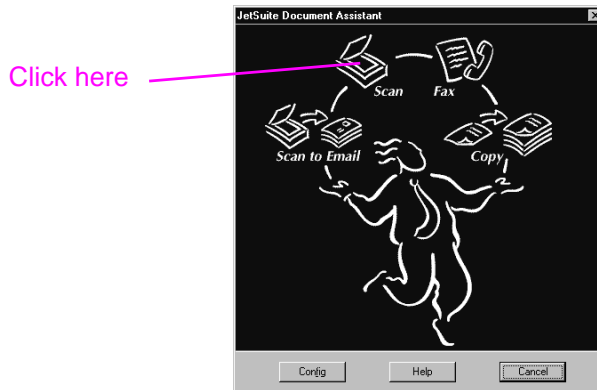 JetSuite Document Assistant
Click here
Scan
Fax
Scan to Email
Copy
Config
Help
Cancel